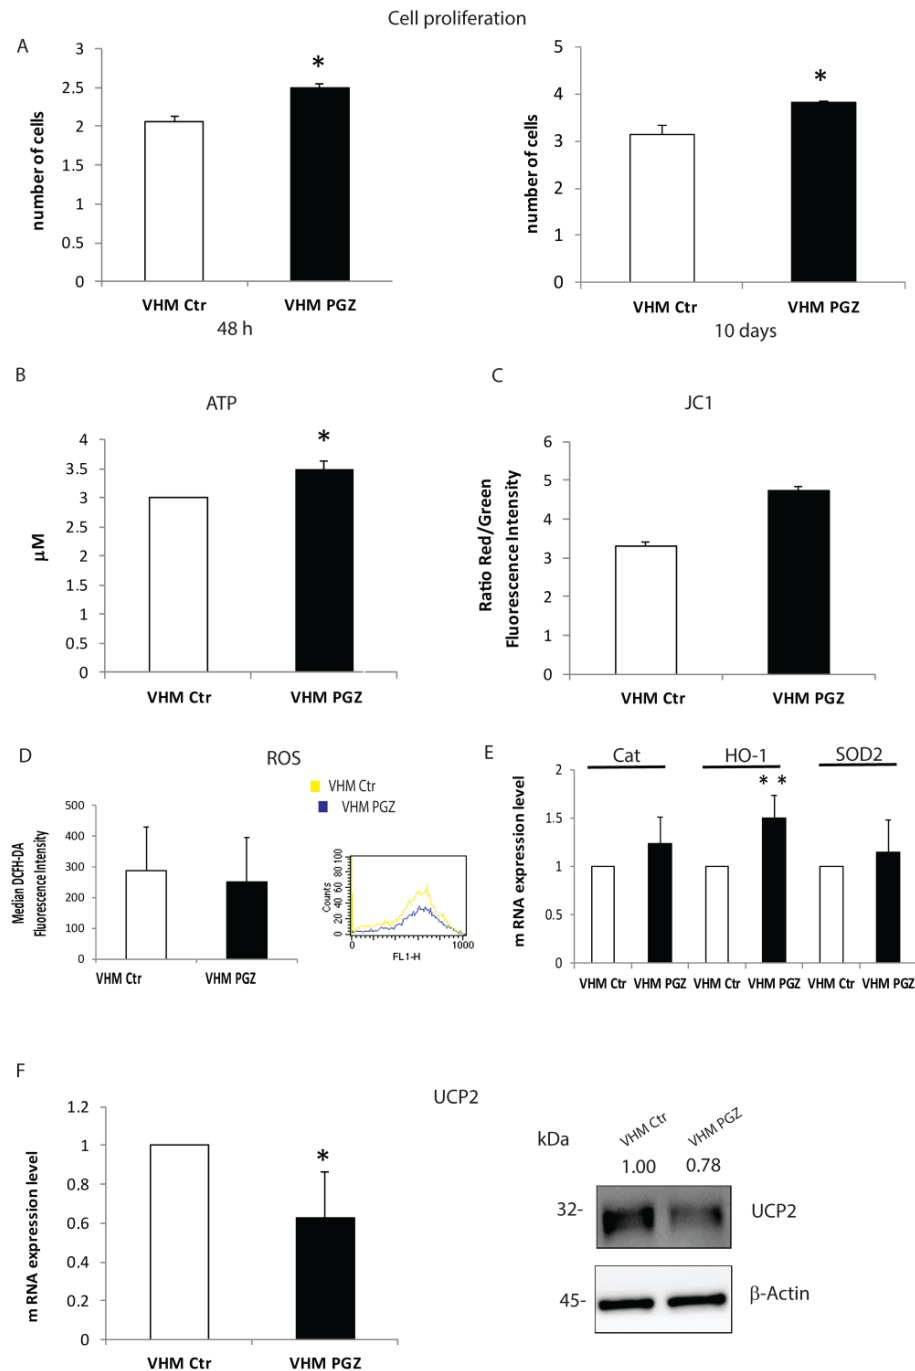 Cell proliferation
A
number of cells
3
2.5
2
1.5
1
0.5
0
*
VHM Ctr VHM PGZ
48 h
number of cells
5
4
3
2
1
0
*
VHM Ctr VHM PGZ
10 days
B
ATP
µM
4
3.5
3
2.5
2
1.5
1
0.5
0
*
VHM Ctr VHM PGZ
C
JC1
Ratio Red/Green
Fluorescence Intensity
6
5
4
3
2
1
0
VHM Ctr VHM PGZ
D
ROS
Median DCFH-DA
Fluorescence Intensity
500
400
300
200
100
0
VHM Ctr VHM PGZ
VHM Ctr
VHM PGZ
Counts
0 20 40 60 80 100
0 1000
FL1-H
E
Cat HO-1 SOD2
m RNA expression level
2
1.5
1
0.5
0
* *
VHM Ctr VHM PGZ VHM Ctr VHM PGZ VHM Ctr VHM PGZ
F
UCP2
m RNA expression level
1.2
1
0.8
0.6
0.4
0.2
0
*
VHM Ctr VHM PGZ
kDa
VHM Ctr VHM PGZ
1.00 0.78
32- UCP2
45- β-Actin